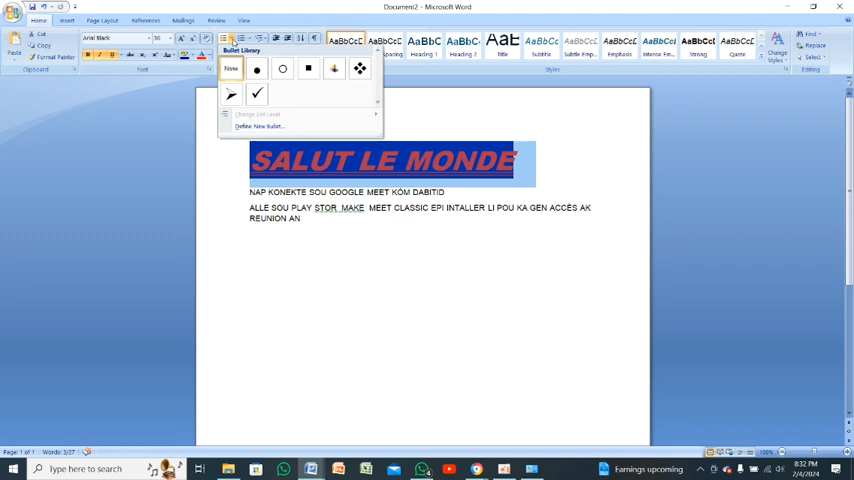 Document2 - Microsoft Word
Home Insert Page Layout References Mailings Review View
Cut
Copy
Format Painter
Paste
Clipboard
Arial Black 36
Font
Bullet Library
None
Change List Level
Define New Bullet...
AaBbCcD AaBbCcD AaBbC AaBbCc AaB AaBbCc. AaBbCcD AaBbCcD AaBbCcD AaBbCcD AaBbCcD
Spacing Heading 1 Heading 2 Title Subtitle Subtle Emp... Emphasis Intense Em... Strong Quote
Change Styles
Styles
Find
Replace
Select
Editing
SALUT LE MONDE
NAP KONEKTE SOU GOOGLE MEET KÒM DABITID
ALLE SOU PLAY STOR MAKE MEET CLASSIC EPI INTALLER LI POU KA GEN ACCÈS AK
REUNION AN
Page: 1 of 1 Words: 3/27
100%
Type here to search
Earnings upcoming
8:32 PM
2/4/2024